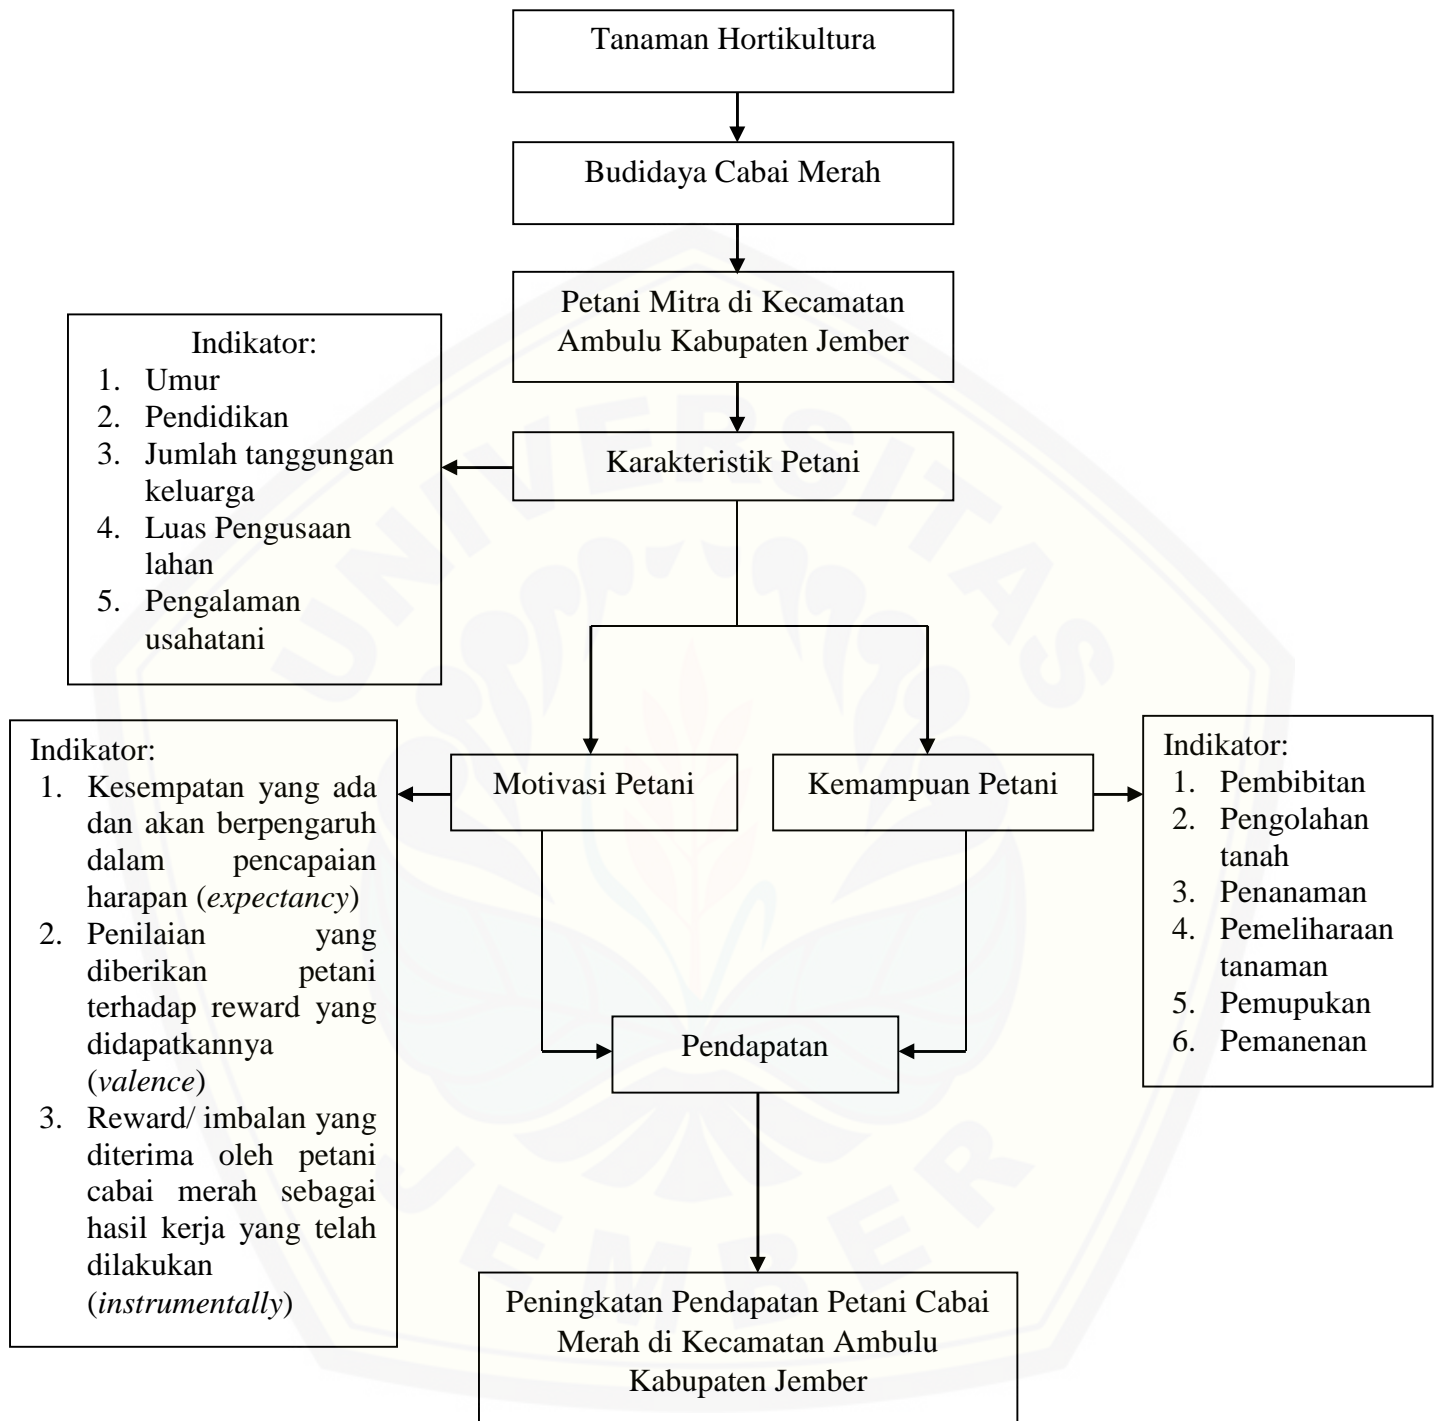 Tanaman Hortikultura
Budidaya Cabai Merah
Petani Mitra di Kecamatan
Ambulu Kabupaten Jember
Karakteristik Petani
Indikator:
1. Umur
2. Pendidikan
3. Jumlah tanggungan
keluarga
4. Luas Pengusaan
lahan
5. Pengalaman
usahatani
Motivasi Petani
Kemampuan Petani
Indikator:
1. Kesempatan yang ada
dan akan berpengaruh
dalam pencapaian
harapan (expectancy)
2. Penilaian yang
diberikan petani
terhadap reward yang
didapatkannya
(valence)
3. Reward/ imbalan yang
diterima oleh petani
cabai merah sebagai
hasil kerja yang telah
dilakukan
(instrumentally)
Indikator:
1. Pembibitan
2. Pengolahan
tanah
3. Penanaman
4. Pemeliharaan
tanaman
5. Pemupukan
6. Pemanenan
Pendapatan
Peningkatan Pendapatan Petani Cabai
Merah di Kecamatan Ambulu
Kabupaten Jember
UNIVERSITAS
JEMBER